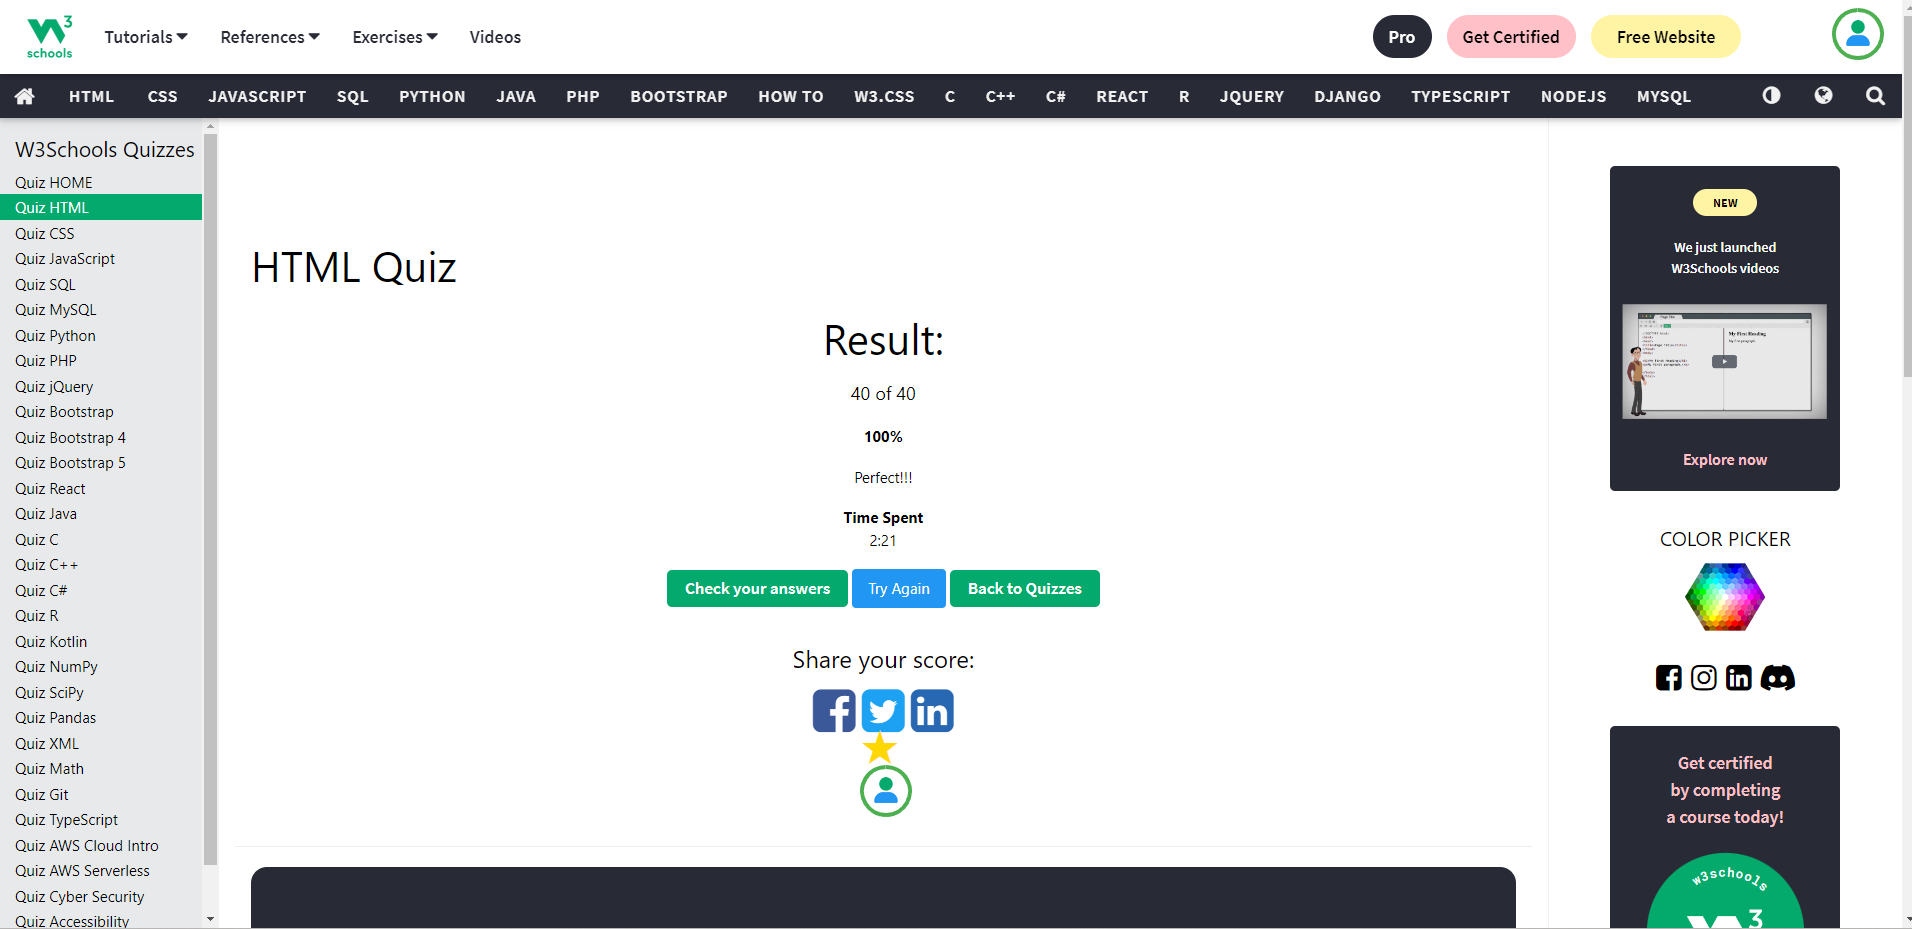 W3 schools
Tutorials References Exercises Videos Pro Get Certified Free Website
HTML CSS JAVASCRIPT SQL PYTHON JAVA PHP BOOTSTRAP HOW TO W3.CSS C C++ C# REACT R JQUERY DJANGO TYPESCRIPT NODEJS MYSQL
W3Schools Quizzes
Quiz HOME
Quiz HTML
Quiz CSS
Quiz JavaScript
Quiz SQL
Quiz MySQL
Quiz Python
Quiz PHP
Quiz jQuery
Quiz Bootstrap
Quiz Bootstrap 4
Quiz Bootstrap 5
Quiz React
Quiz Java
Quiz C
Quiz C++
Quiz C#
Quiz R
Quiz Kotlin
Quiz NumPy
Quiz SciPy
Quiz Pandas
Quiz XML
Quiz Math
Quiz Git
Quiz TypeScript
Quiz AWS Cloud Intro
Quiz AWS Serverless
Quiz Cyber Security
Quiz Accessibility
HTML Quiz
Result:
40 of 40
100%
Perfect!!!
Time Spent
2:21
Check your answers Try Again Back to Quizzes
Share your score:
NEW
We just launched
W3Schools videos
My First Heading
Explore now
COLOR PICKER
Get certified
by completing
a course today!
w3schools
W3